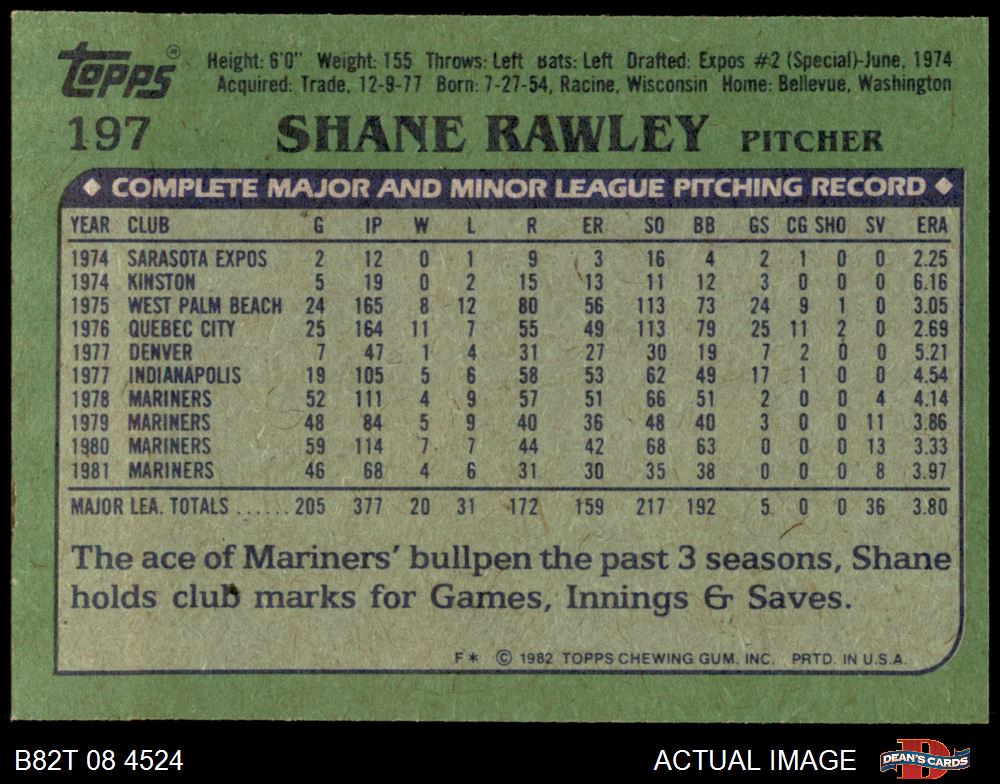 Topps® Height: 6'0" Weight: 155 Throws: Left Bats: Left Drafted: Expos #2 (Special)-June, 1974
Acquired: Trade, 12-9-77 Born: 7-27-54, Racine, Wisconsin Home: Bellevue, Washington
197 SHANE RAWLEY PITCHER
◆ COMPLETE MAJOR AND MINOR LEAGUE PITCHING RECORD ◆
YEAR CLUB G IP W L R ER SO BB GS CG SHO SV ERA
1974 SARASOTA EXPOS 2 12 0 1 9 3 16 4 2 1 0 0 2.25
1974 KINSTON 5 19 0 2 15 13 11 12 3 0 0 0 6.16
1975 WEST PALM BEACH 24 165 8 12 80 56 113 73 24 9 1 0 3.05
1976 QUEBEC CITY 25 164 11 7 55 49 113 79 25 11 2 0 2.69
1977 DENVER 7 47 1 4 31 27 30 19 7 2 0 0 5.21
1977 INDIANAPOLIS 19 105 5 6 58 53 62 49 17 1 0 0 4.54
1978 MARINERS 52 111 4 9 57 51 66 51 2 0 0 4 4.14
1979 MARINERS 48 84 5 9 40 36 48 40 3 0 0 11 3.86
1980 MARINERS 59 114 7 7 44 42 68 63 0 0 0 13 3.33
1981 MARINERS 46 68 4 6 31 30 35 38 0 0 0 8 3.97
MAJOR LEA. TOTALS ...... 205 377 20 31 172 159 217 192 5 0 0 36 3.80
The ace of Mariners' bullpen the past 3 seasons, Shane
holds club marks for Games, Innings & Saves.
F* © 1982 TOPPS CHEWING GUM, INC. PRTD. IN U.S.A.
B82T 08 4524 ACTUAL IMAGE DEAN'S CARDS